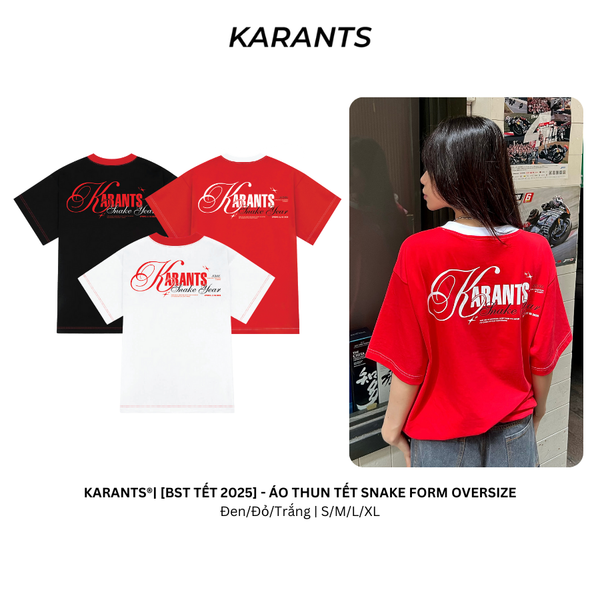 KARANTS
KARANTS
Snake Year
KARANTS
Snake Year
KARANTS
Snake Year
KARANTS
Snake
KARANTS®| [BST TẾT 2025] - ÁO THUN TẾT SNAKE FORM OVERSIZE
Đen/Đỏ/Trắng | S/M/L/XL